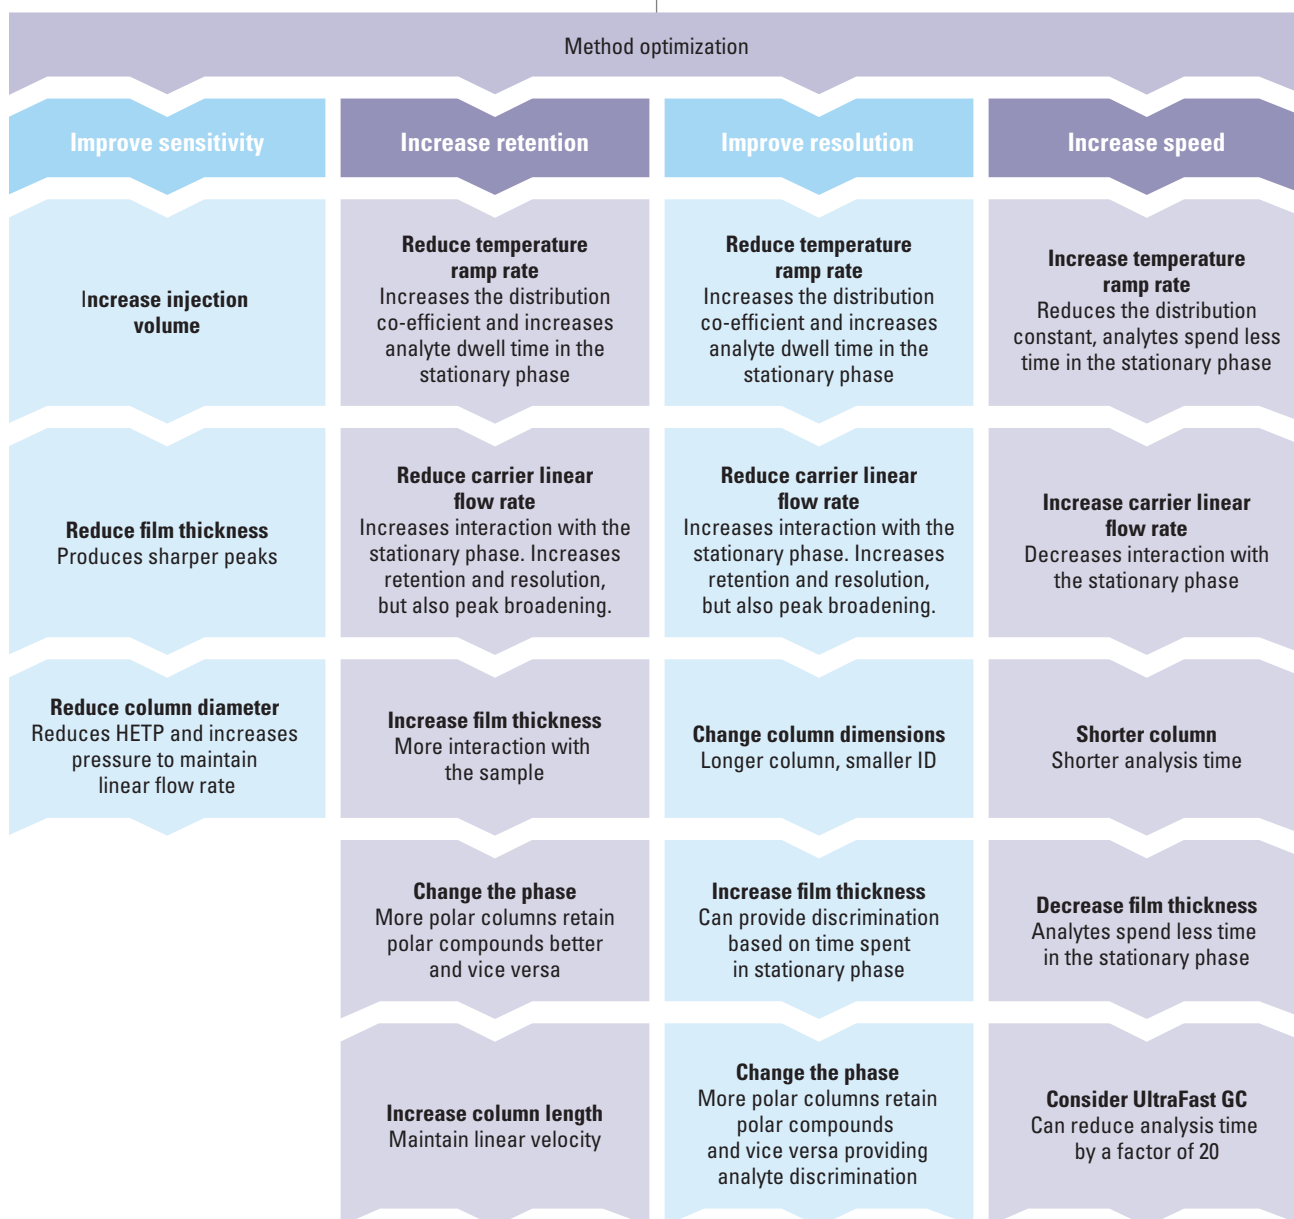 Method optimization
Improve sensitivity
Increase injection
volume
Reduce film thickness
Produces sharper peaks
Reduce column diameter
Reduces HETP and increases
pressure to maintain
linear flow rate
Increase retention
Reduce temperature
ramp rate
Increases the distribution
co-efficient and increases
analyte dwell time in the
stationary phase
Reduce carrier linear
flow rate
Increases interaction with the
stationary phase. Increases
retention and resolution,
but also peak broadening.
Increase film thickness
More interaction with
the sample
Change the phase
More polar columns retain
polar compounds better
and vice versa
Increase column length
Maintain linear velocity
Improve resolution
Reduce temperature
ramp rate
Increases the distribution
co-efficient and increases
analyte dwell time in the
stationary phase
Reduce carrier linear
flow rate
Increases interaction with the
stationary phase. Increases
retention and resolution,
but also peak broadening.
Change column dimensions
Longer column, smaller ID
Increase film thickness
Can provide discrimination
based on time spent
in stationary phase
Change the phase
More polar columns retain
polar compounds
and vice versa providing
analyte discrimination
Increase speed
Increase temperature
ramp rate
Reduces the distribution
constant, analytes spend less
time in the stationary phase
Increase carrier linear
flow rate
Decreases interaction with
the stationary phase
Shorter column
Shorter analysis time
Decrease film thickness
Analytes spend less time
in the stationary phase
Consider UltraFast GC
Can reduce analysis time
by a factor of 20